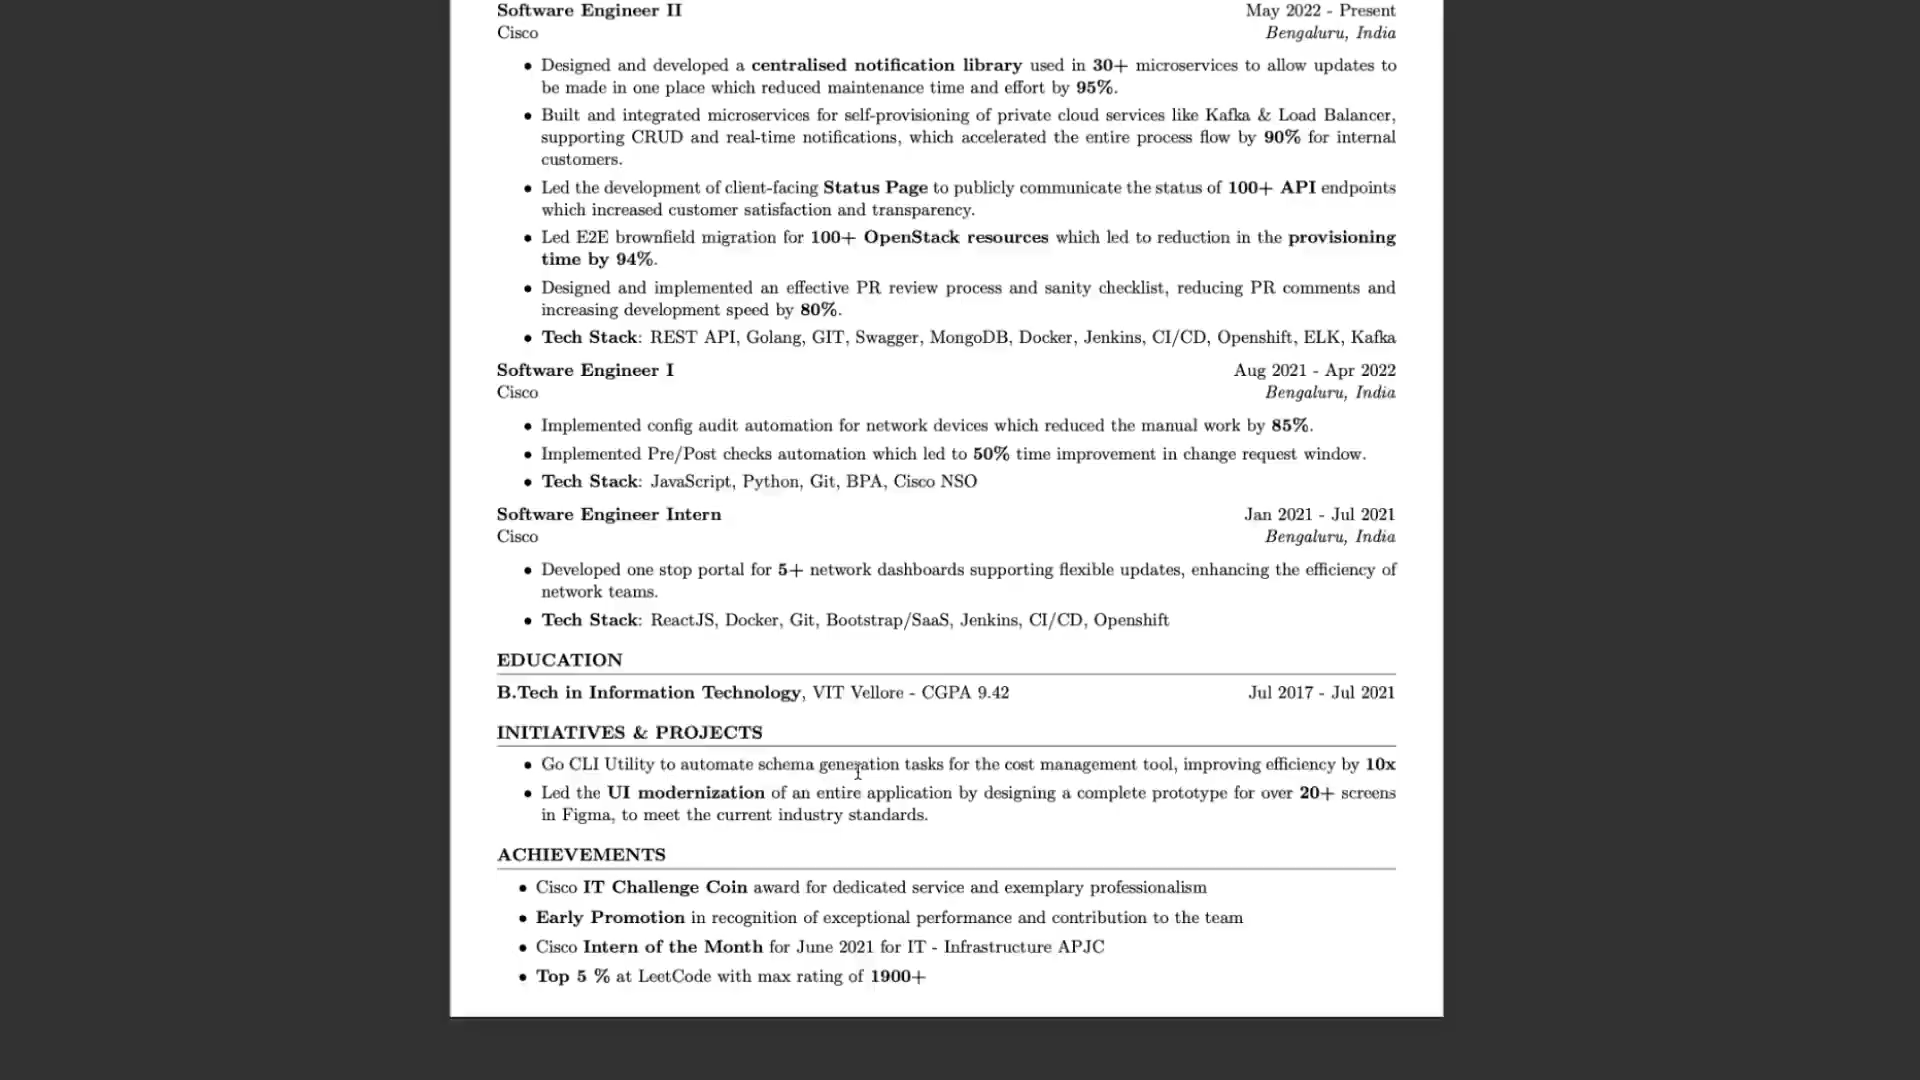 Software Engineer II May 2022 - Present
Cisco Bengaluru, India
• Designed and developed a centralised notification library used in 30+ microservices to allow updates to
be made in one place which reduced maintenance time and effort by 95%.
• Built and integrated microservices for self-provisioning of private cloud services like Kafka & Load Balancer,
supporting CRUD and real-time notifications, which accelerated the entire process flow by 90% for internal
customers.
• Led the development of client-facing Status Page to publicly communicate the status of 100+ API endpoints
which increased customer satisfaction and transparency.
• Led E2E brownfield migration for 100+ OpenStack resources which led to reduction in the provisioning
time by 94%.
• Designed and implemented an effective PR review process and sanity checklist, reducing PR comments and
increasing development speed by 80%.
• Tech Stack: REST API, Golang, GIT, Swagger, MongoDB, Docker, Jenkins, CI/CD, Openshift, ELK, Kafka
Software Engineer I Aug 2021 - Apr 2022
Cisco Bengaluru, India
• Implemented config audit automation for network devices which reduced the manual work by 85%.
• Implemented Pre/Post checks automation which led to 50% time improvement in change request window.
• Tech Stack: JavaScript, Python, Git, BPA, Cisco NSO
Software Engineer Intern Jan 2021 - Jul 2021
Cisco Bengaluru, India
• Developed one stop portal for 5+ network dashboards supporting flexible updates, enhancing the efficiency of
network teams.
• Tech Stack: ReactJS, Docker, Git, Bootstrap/SaaS, Jenkins, CI/CD, Openshift
EDUCATION
B.Tech in Information Technology, VIT Vellore - CGPA 9.42 Jul 2017 - Jul 2021
INITIATIVES & PROJECTS
• Go CLI Utility to automate schema generation tasks for the cost management tool, improving efficiency by 10x
• Led the UI modernization of an entire application by designing a complete prototype for over 20+ screens
in Figma, to meet the current industry standards.
ACHIEVEMENTS
• Cisco IT Challenge Coin award for dedicated service and exemplary professionalism
• Early Promotion in recognition of exceptional performance and contribution to the team
• Cisco Intern of the Month for June 2021 for IT - Infrastructure APJC
• Top 5 % at LeetCode with max rating of 1900+